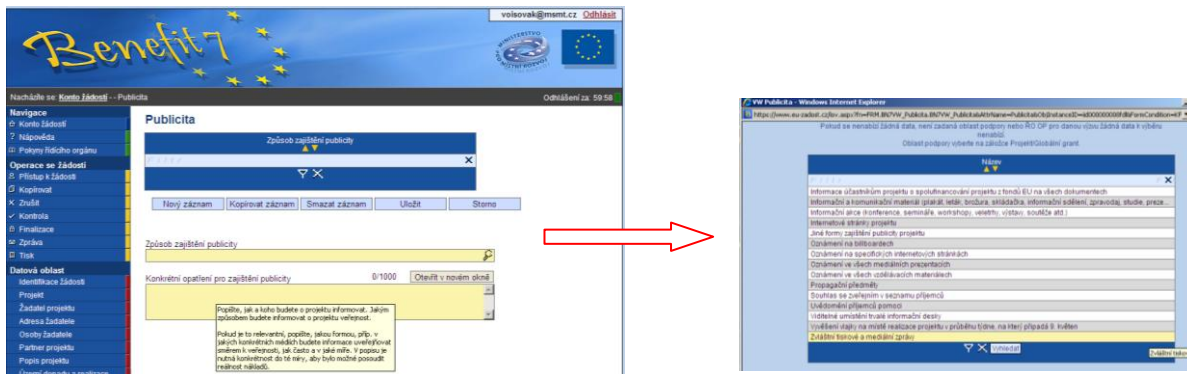 voisovak@msmt.cz Odhlásit
Benefit7
MINISTERSTVO
Nacházíte se: Konto žádostí - - Publicita
Odhlášení za: 59:58
Navigace
Konto žádostí
? Nápověda
Pokyny řídícího orgánu
Operace se žádostí
Přístup k žádosti
Kopírovat
X Zrušit
Kontrola
Finalizace
Zpráva
Tisk
Datová oblast
Identifikace žádosti
Projekt
Žadatel projektu
Adresa žadatele
Osoby žadatele
Partner projektu
Popis projektu
Publicita
Způsob zajištění publicity
Nový záznam Kopírovat záznam Smazat záznam Uložit Storno
Způsob zajištění publicity
Konkrétní opatření pro zajištění publicity 0/1000 Otevřít v novém okně
Popište, jak a koho budete o projektu informovat. Jakým
způsobem budete informovat o projektu veřejnost.
Pokud je to relevantní, popište, jakou formou, příp. v
jakých konkrétních médiích budete informace uveřejňovat
směrem k veřejnosti, jak často a v jaké míře. V popisu je
nutná konkrétnost do té míry, aby bylo možné posoudit
reálnost nákladů.
VW Publicita - Windows Internet Explorer
Pokud se nenabízí žádná data, není zadaná oblast podpory nebo ŘO OP pro danou výzvu žádná data k výběru
nenabízí.
Oblast podpory vyberte na záložce Projekt/Globální grant.
Název
Informace účastníkům projektu o spolufinancování projektu z fondů EU na všech dokumentech
Informační a komunikační materiál (plakát, leták, brožura, skládačka, informační sdělení, zpravodaj, studie, preze...
Informační akce (konference, semináře, workshopy, veletrhy, výstavy, soutěže atd.)
Internetové stránky projektu
Jiné formy zajištění publicity projektu
Oznámení na billboardech
Oznámení na specifických internetových stránkách
Oznámení ve všech mediálních prezentacích
Oznámení ve všech vzdělávacích materiálech
Propagační předměty
Souhlas se zveřejním v seznamu příjemců
Uvědomění příjemců pomoci
Viditelné umístění trvalé informační desky
Vyvěšení vlajky na místě realizace projektu v průběhu týdne, na který připadá 9. květen
Zvláštní tiskové a mediální zprávy
Vyhledat